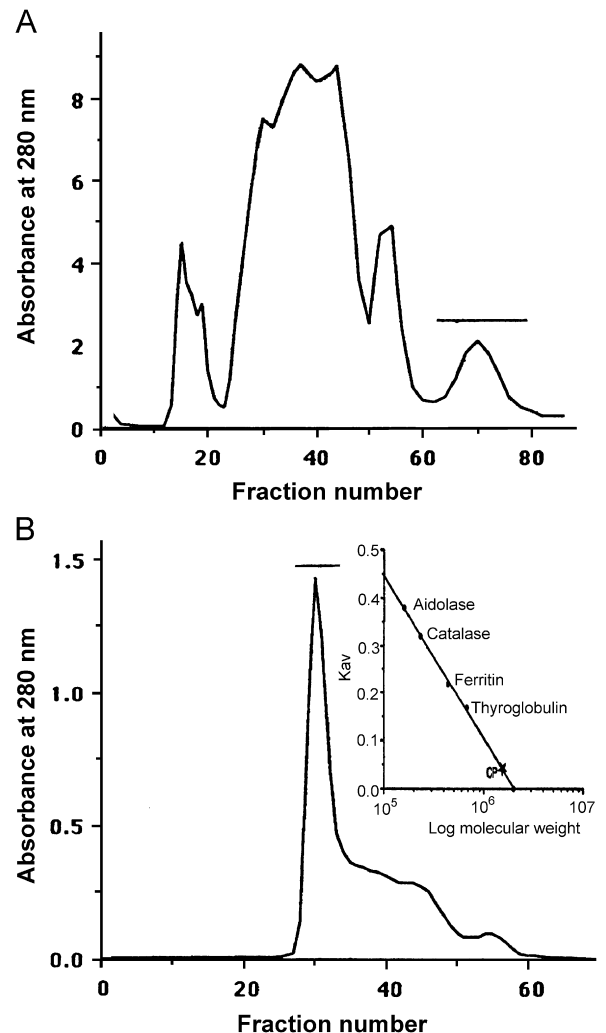 A
Absorbance at 280 nm
8
6
4
2
0
0 20 40 60 80
Fraction number
B
Absorbance at 280 nm
1.5
1.0
0.5
0.0
0 20 40 60
Fraction number
Kav
0.5
0.4
0.3
0.2
0.1
0.0
Aidolase
Catalase
Ferritin
Thyroglobulin
CP
10⁵ 10⁶ 10⁷
Log molecular weight